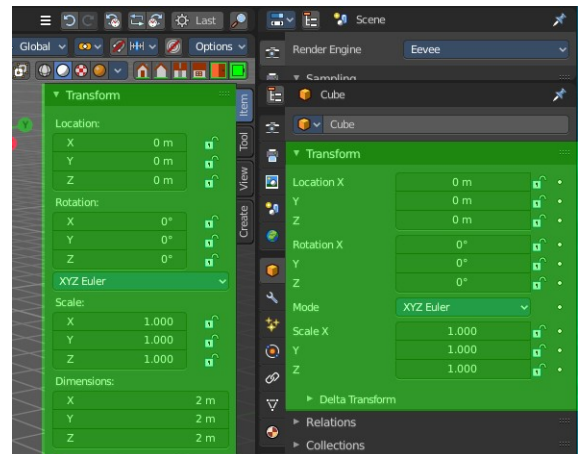 Last
Global
Options
Transform
Location:
X 0 m
Y 0 m
Z 0 m
Rotation:
X 0°
Y 0°
Z 0°
XYZ Euler
Scale:
X 1.000
Y 1.000
Z 1.000
Dimensions:
X 2 m
Y 2 m
Z 2 m
Y
Item
Tool
View
Create
Scene
Render Engine Eevee
Sampling
Cube
Cube
Transform
Location X 0 m
Y 0 m
Z 0 m
Rotation X 0°
Y 0°
Z 0°
Mode XYZ Euler
Scale X 1.000
Y 1.000
Z 1.000
Delta Transform
Relations
Collections